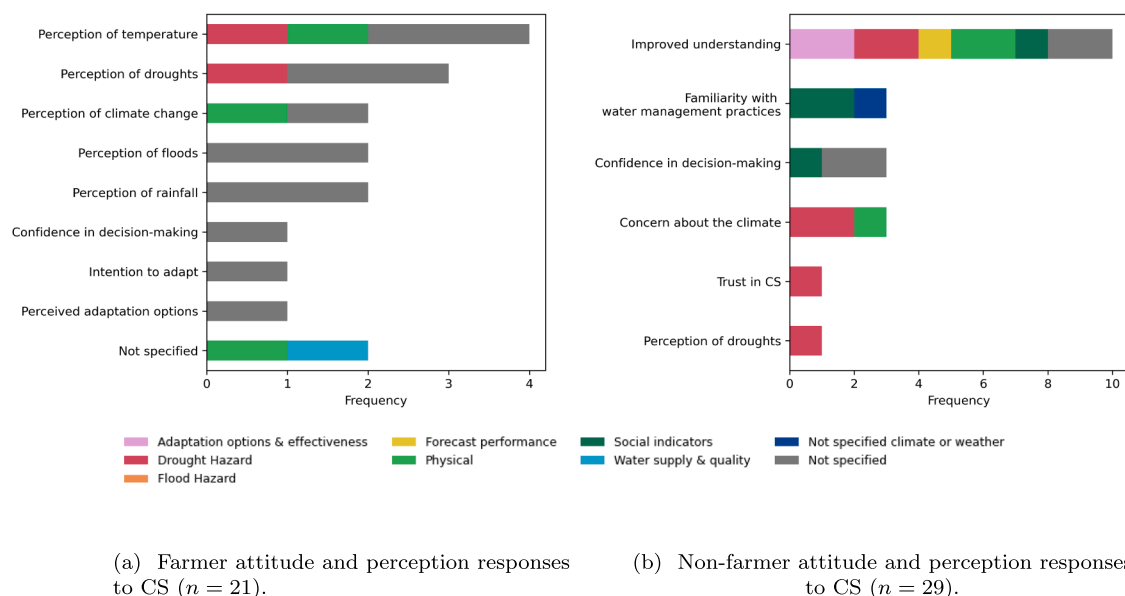 Perception of temperature
Perception of droughts
Perception of climate change
Perception of floods
Perception of rainfall
Confidence in decision-making
Intention to adapt
Perceived adaptation options
Not specified
0 1 2 3 4
Frequency
Improved understanding
Familiarity with
water management practices
Confidence in decision-making
Concern about the climate
Trust in CS
Perception of droughts
0 2 4 6 8 10
Frequency
Adaptation options & effectiveness
Drought Hazard
Flood Hazard
Forecast performance
Physical
Social indicators
Water supply & quality
Not specified climate or weather
Not specified
(a) Farmer attitude and perception responses
to CS (n = 21).
(b) Non-farmer attitude and perception responses
to CS (n = 29).